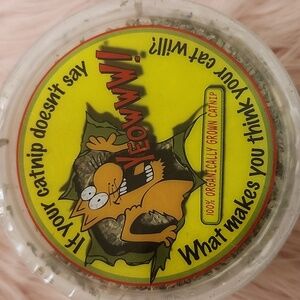 If your catnip doesn't say
YEOWWW!!
What makes you think your cat will?
100% ORGANICALLY GROWN CATNIP